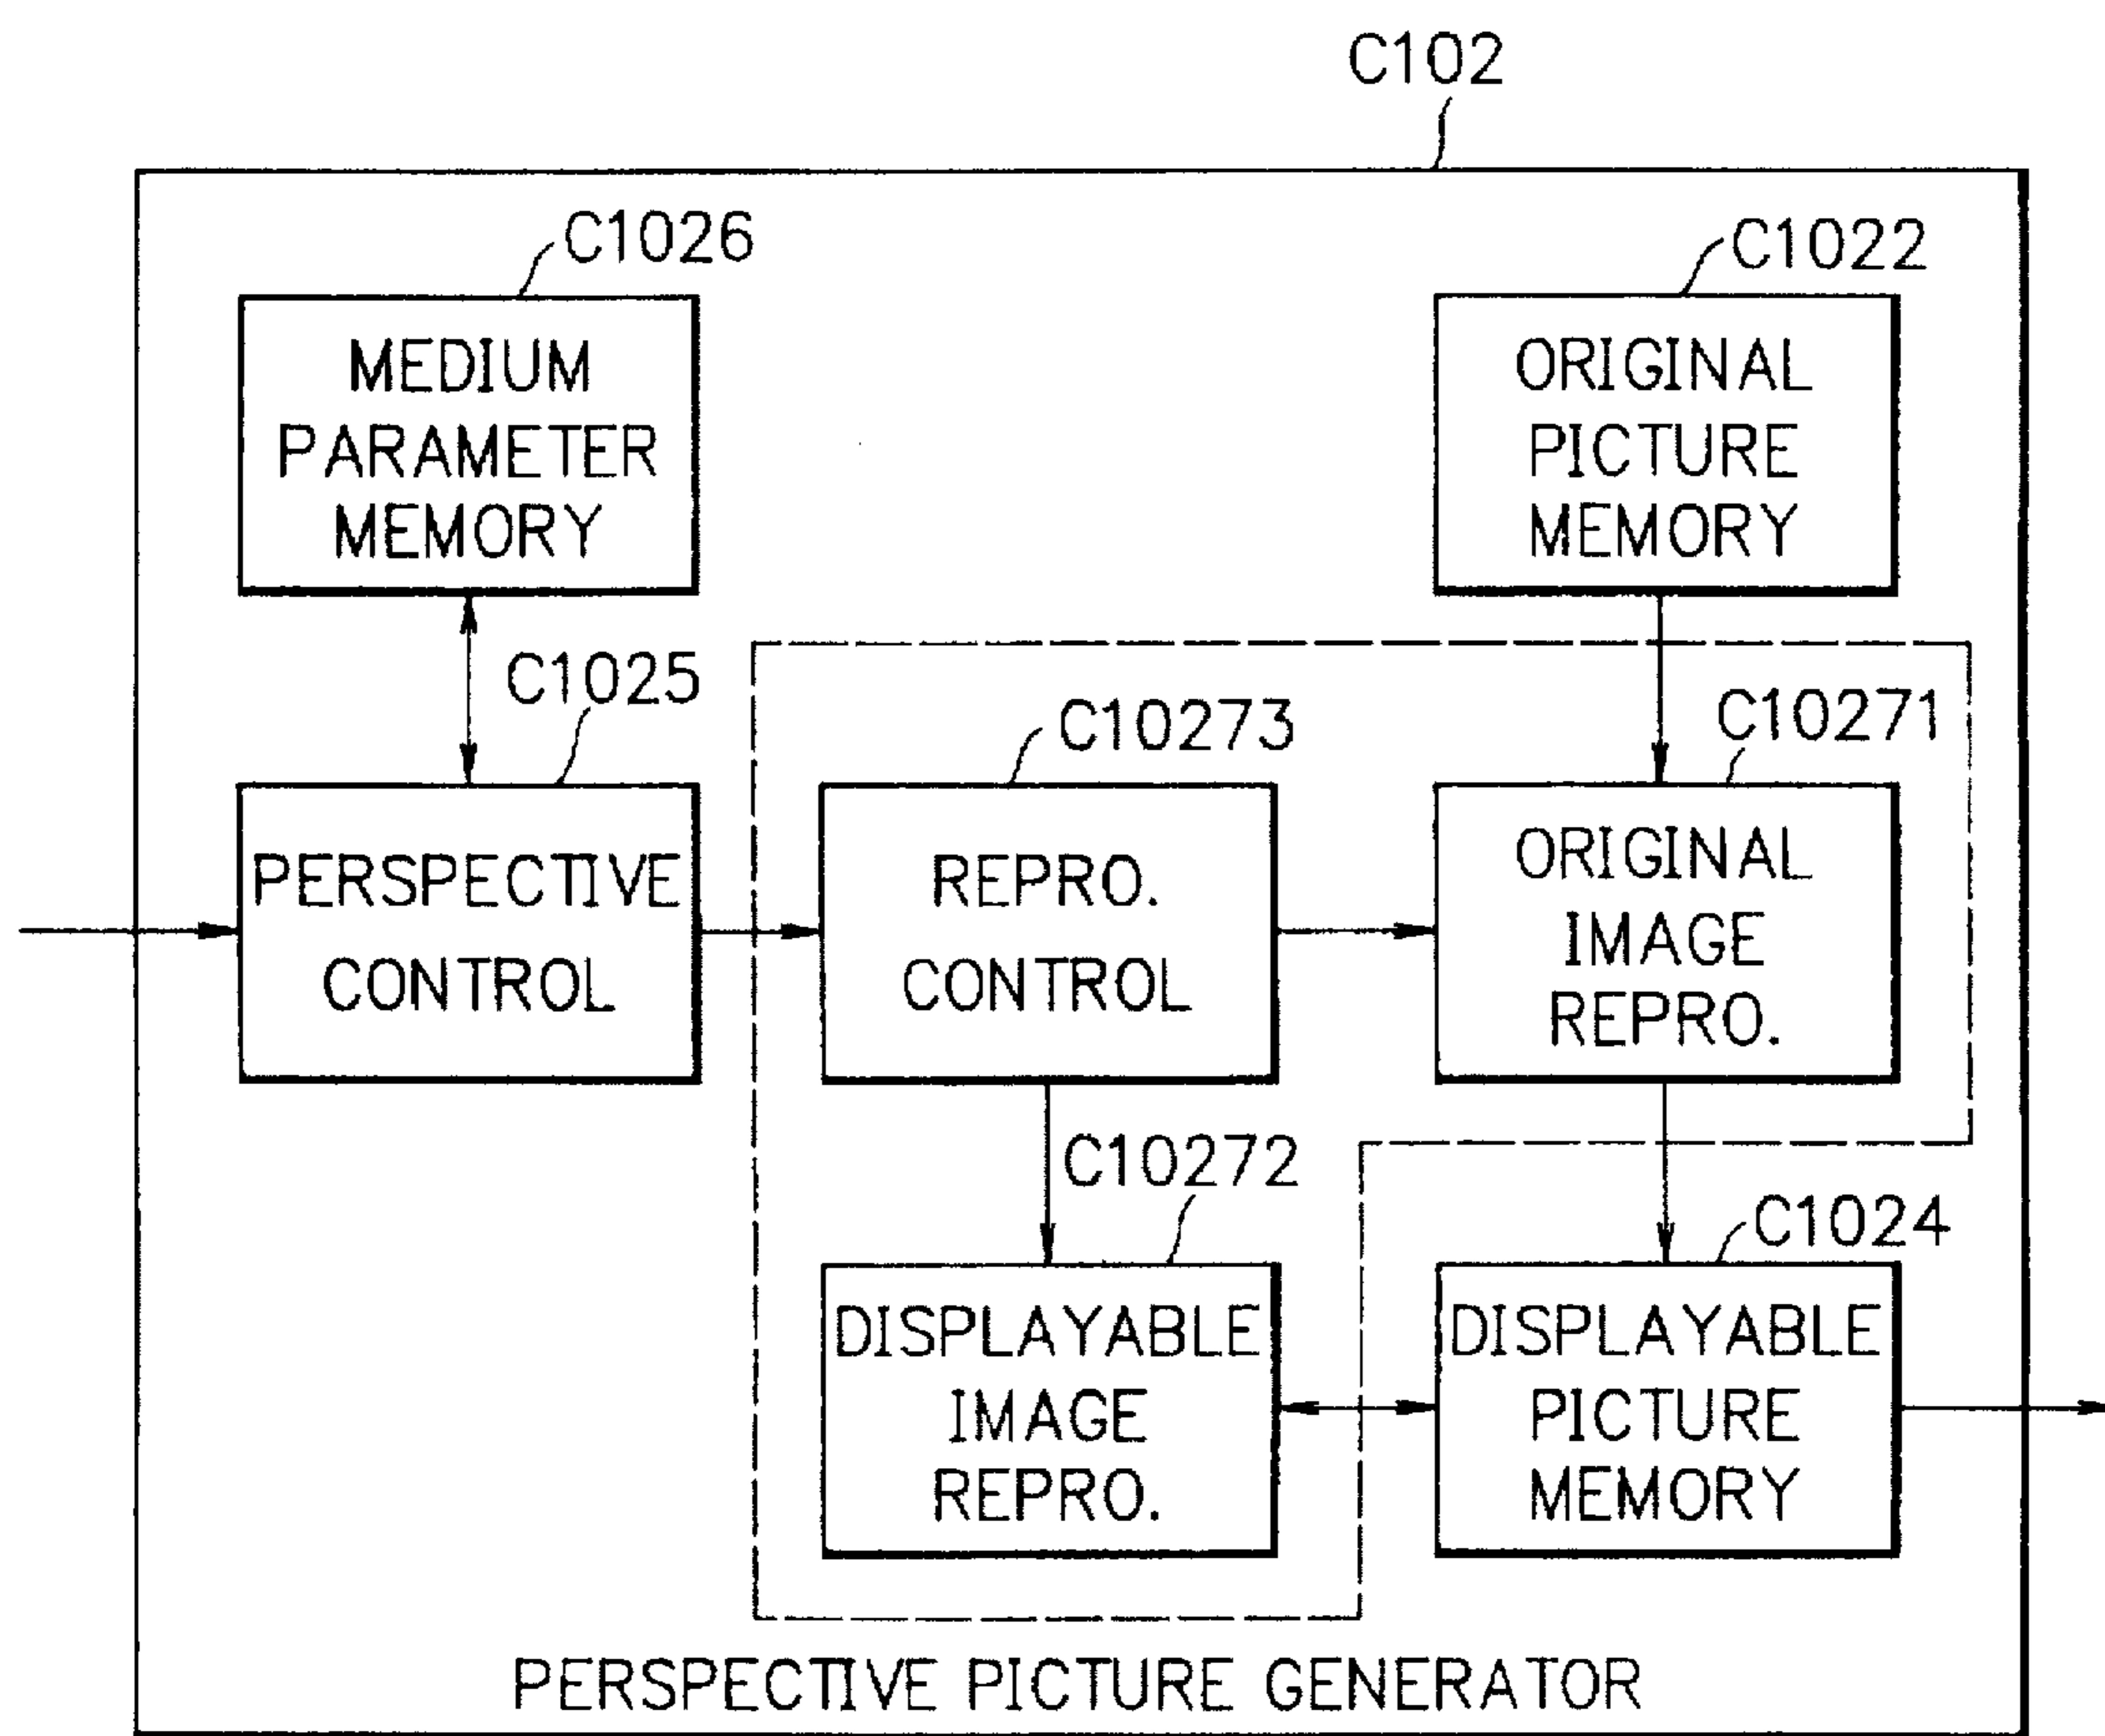 C102
C1026
MEDIUM
PARAMETER
MEMORY
C1022
ORIGINAL
PICTURE
MEMORY
C1025
PERSPECTIVE
CONTROL
C10273
REPRO.
CONTROL
C10271
ORIGINAL
IMAGE
REPRO.
C10272
DISPLAYABLE
IMAGE
REPRO.
C1024
DISPLAYABLE
PICTURE
MEMORY
PERSPECTIVE PICTURE GENERATOR